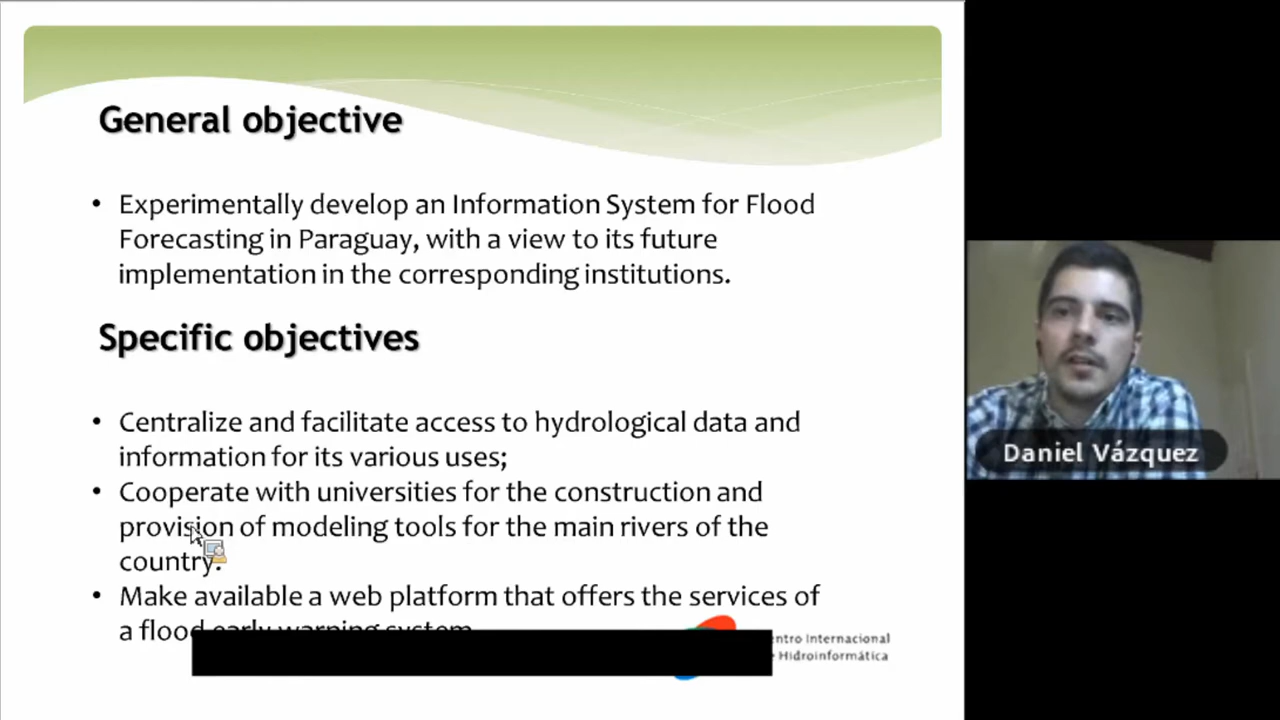 General objective
• Experimentally develop an Information System for Flood
Forecasting in Paraguay, with a view to its future
implementation in the corresponding institutions.
Specific objectives
• Centralize and facilitate access to hydrological data and
information for its various uses;
• Cooperate with universities for the construction and
provision of modeling tools for the main rivers of the
country.
• Make available a web platform that offers the services of
a flood early warning system
Internacional
Hidroinformática
Daniel Vázquez